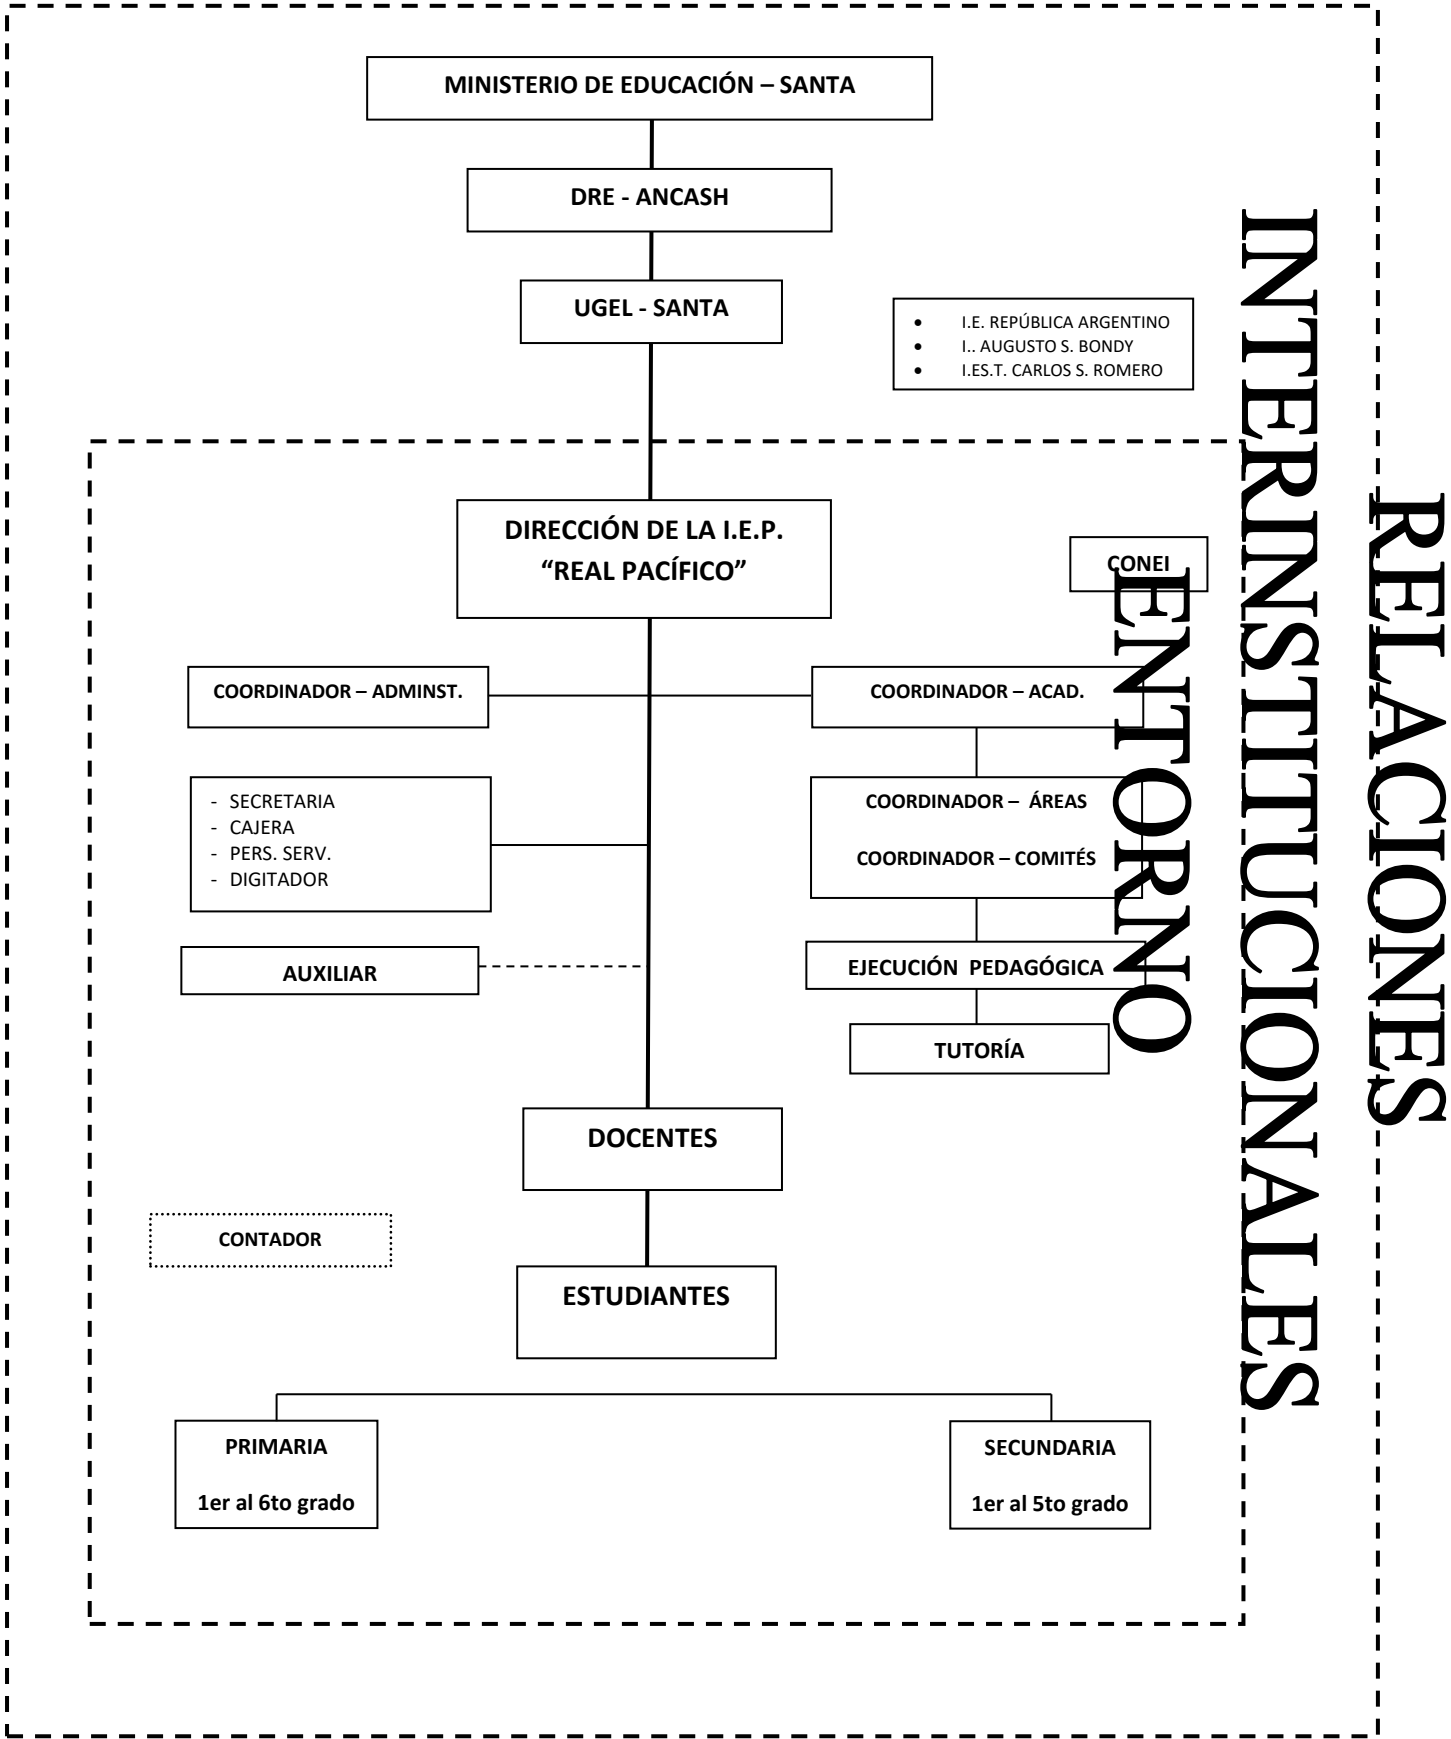 MINISTERIO DE EDUCACIÓN – SANTA
DRE - ANCASH
UGEL - SANTA
• I.E. REPÚBLICA ARGENTINO
• I.. AUGUSTO S. BONDY
• I.ES.T. CARLOS S. ROMERO
DIRECCIÓN DE LA I.E.P.
“REAL PACÍFICO”
CONEI
COORDINADOR – ADMINST.
COORDINADOR – ACAD.
- SECRETARIA
- CAJERA
- PERS. SERV.
- DIGITADOR
COORDINADOR – ÁREAS
COORDINADOR – COMITÉS
AUXILIAR
EJECUCIÓN PEDAGÓGICA
TUTORÍA
DOCENTES
CONTADOR
ESTUDIANTES
PRIMARIA
1er al 6to grado
SECUNDARIA
1er al 5to grado
RELACIONES
INTERINSTITUCIONALES
ENTORNO